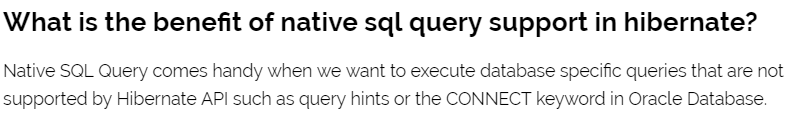 What is the benefit of native sql query support in hibernate?
Native SQL Query comes handy when we want to execute database specific queries that are not
supported by Hibernate API such as query hints or the CONNECT keyword in Oracle Database.